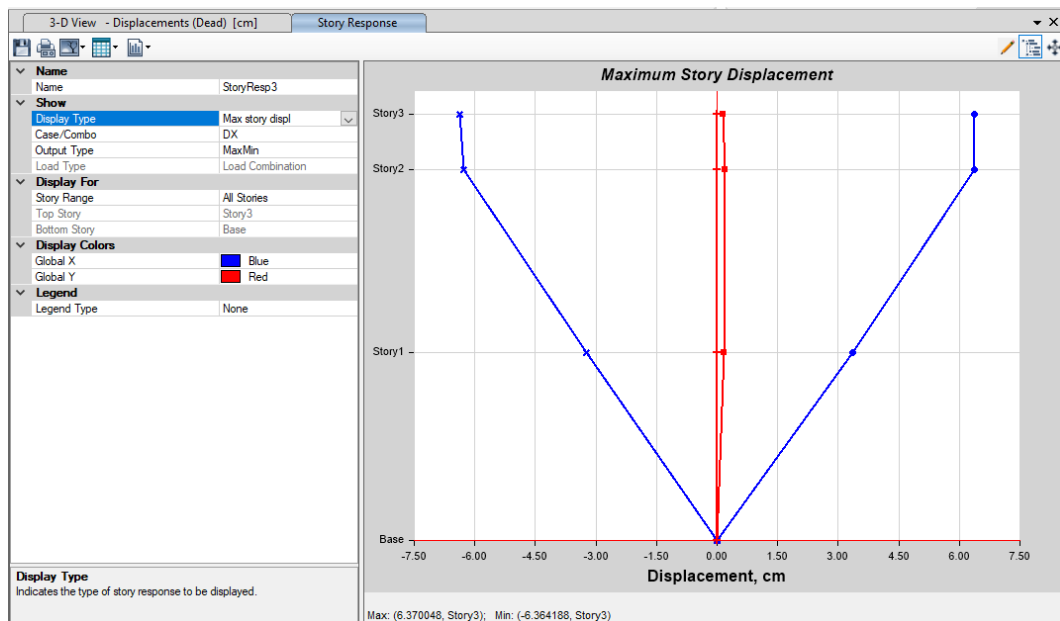 3-D View - Displacements (Dead) [cm]
Story Response
Name
Name StoryResp3
Show
Display Type Max story displ
Case/Combo DX
Output Type MaxMin
Load Type Load Combination
Display For
Story Range All Stories
Top Story Story3
Bottom Story Base
Display Colors
Global X Blue
Global Y Red
Legend
Legend Type None
Display Type
Indicates the type of story response to be displayed.
Maximum Story Displacement
Story3
Story2
Story1
Base
-7.50 -6.00 -4.50 -3.00 -1.50 0.00 1.50 3.00 4.50 6.00 7.50
Displacement, cm
Max: (6.370048, Story3); Min: (-6.364188, Story3)